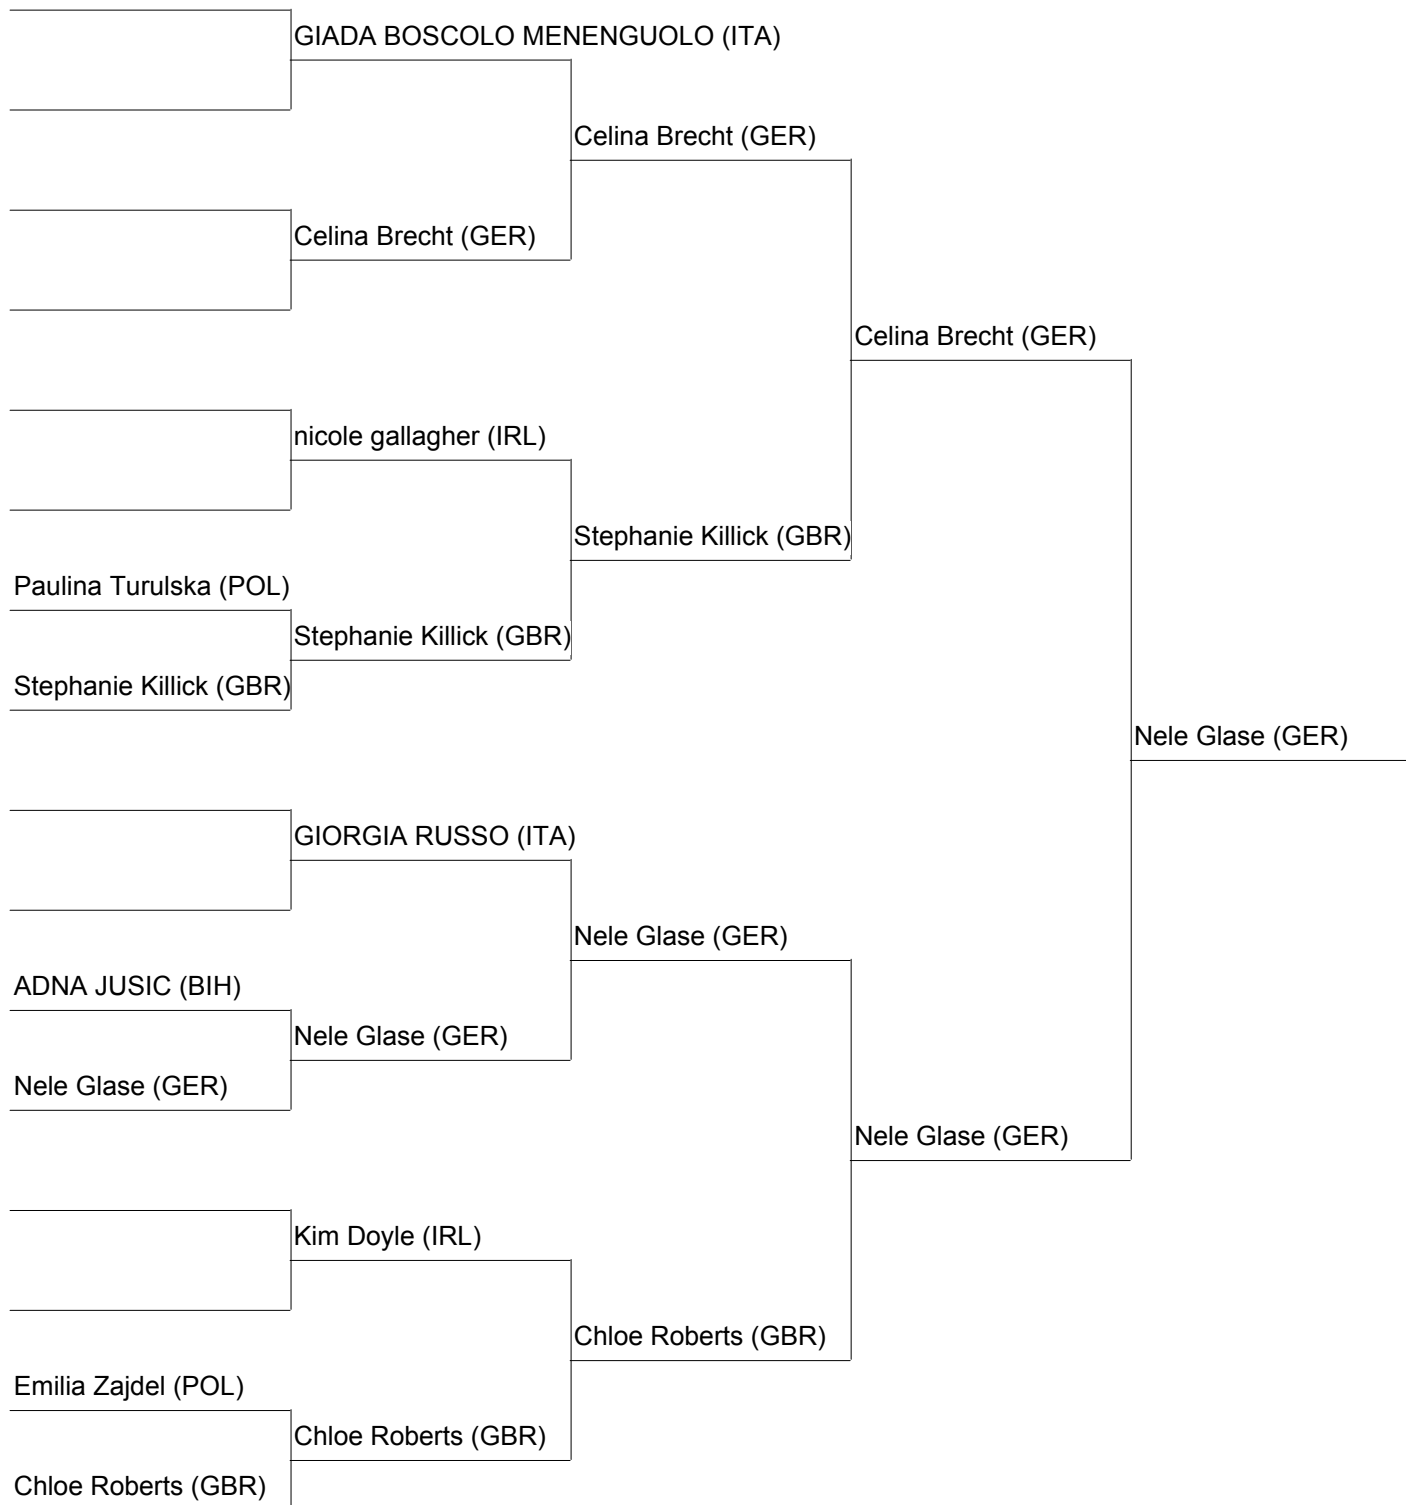 GIADA BOSCOLO MENENGUOLO (ITA)
Celina Brecht (GER)
Celina Brecht (GER)
Celina Brecht (GER)
nicole gallagher (IRL)
Stephanie Killick (GBR)
Paulina Turulska (POL)
Stephanie Killick (GBR)
Stephanie Killick (GBR)
Nele Glase (GER)
GIORGIA RUSSO (ITA)
Nele Glase (GER)
ADNA JUSIC (BIH)
Nele Glase (GER)
Nele Glase (GER)
Nele Glase (GER)
Kim Doyle (IRL)
Chloe Roberts (GBR)
Emilia Zajdel (POL)
Chloe Roberts (GBR)
Chloe Roberts (GBR)